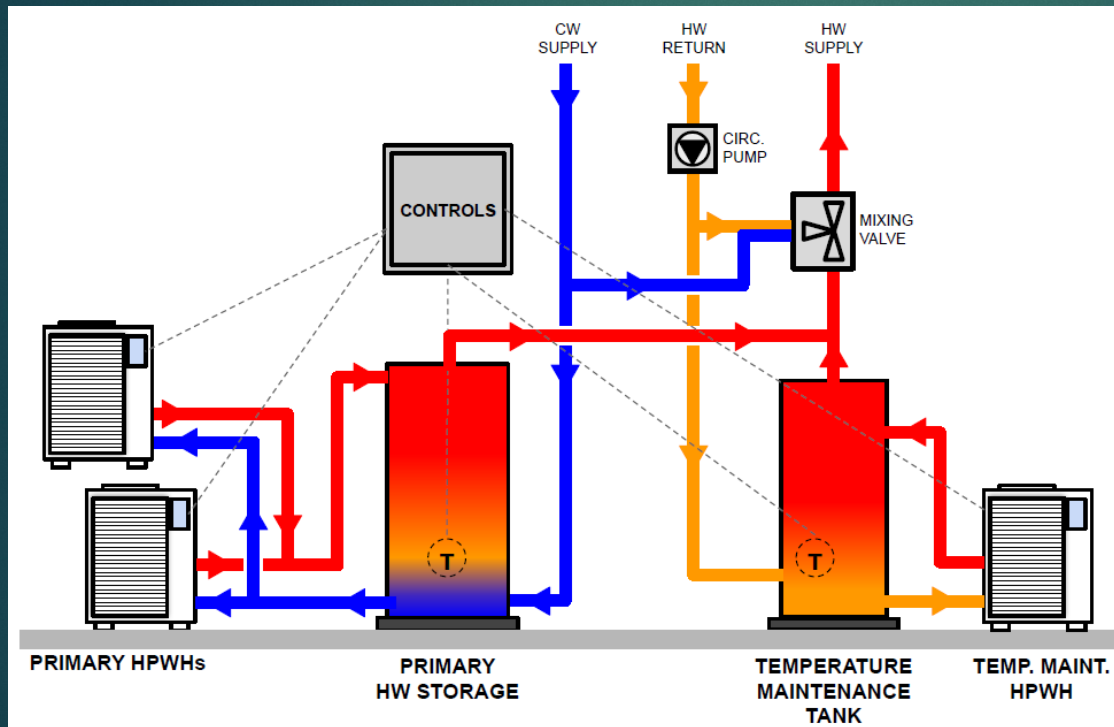 CW
SUPPLY
HW
RETURN
HW
SUPPLY
CIRC.
PUMP
CONTROLS
MIXING
VALVE
T
T
PRIMARY HPWHs
PRIMARY
HW STORAGE
TEMPERATURE
MAINTENANCE
TANK
TEMP. MAINT.
HPWH